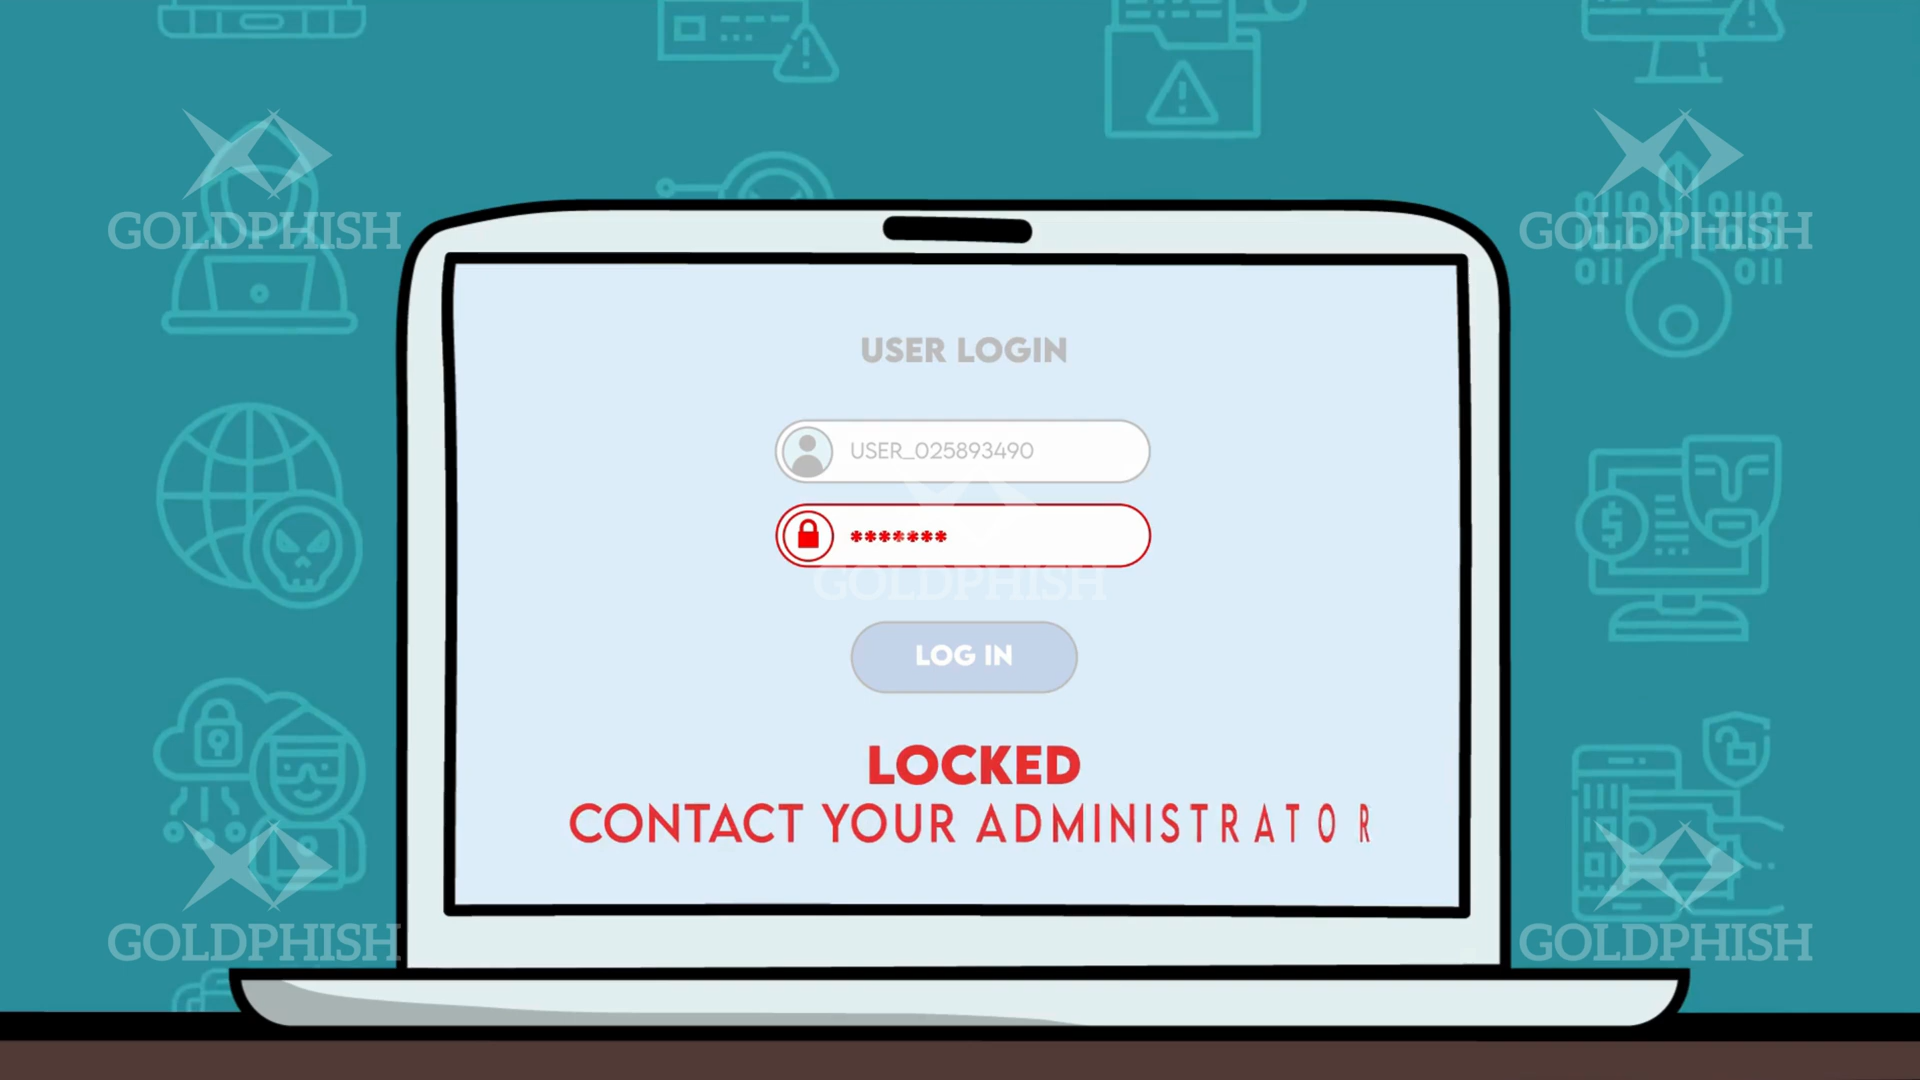 GOLDPHISH
GOLDPHISH
USER LOGIN
USER_025893490
*******
GOLDPHISH
LOG IN
LOCKED
CONTACT YOUR ADMINISTRATOR
GOLDPHISH
GOLDPHISH